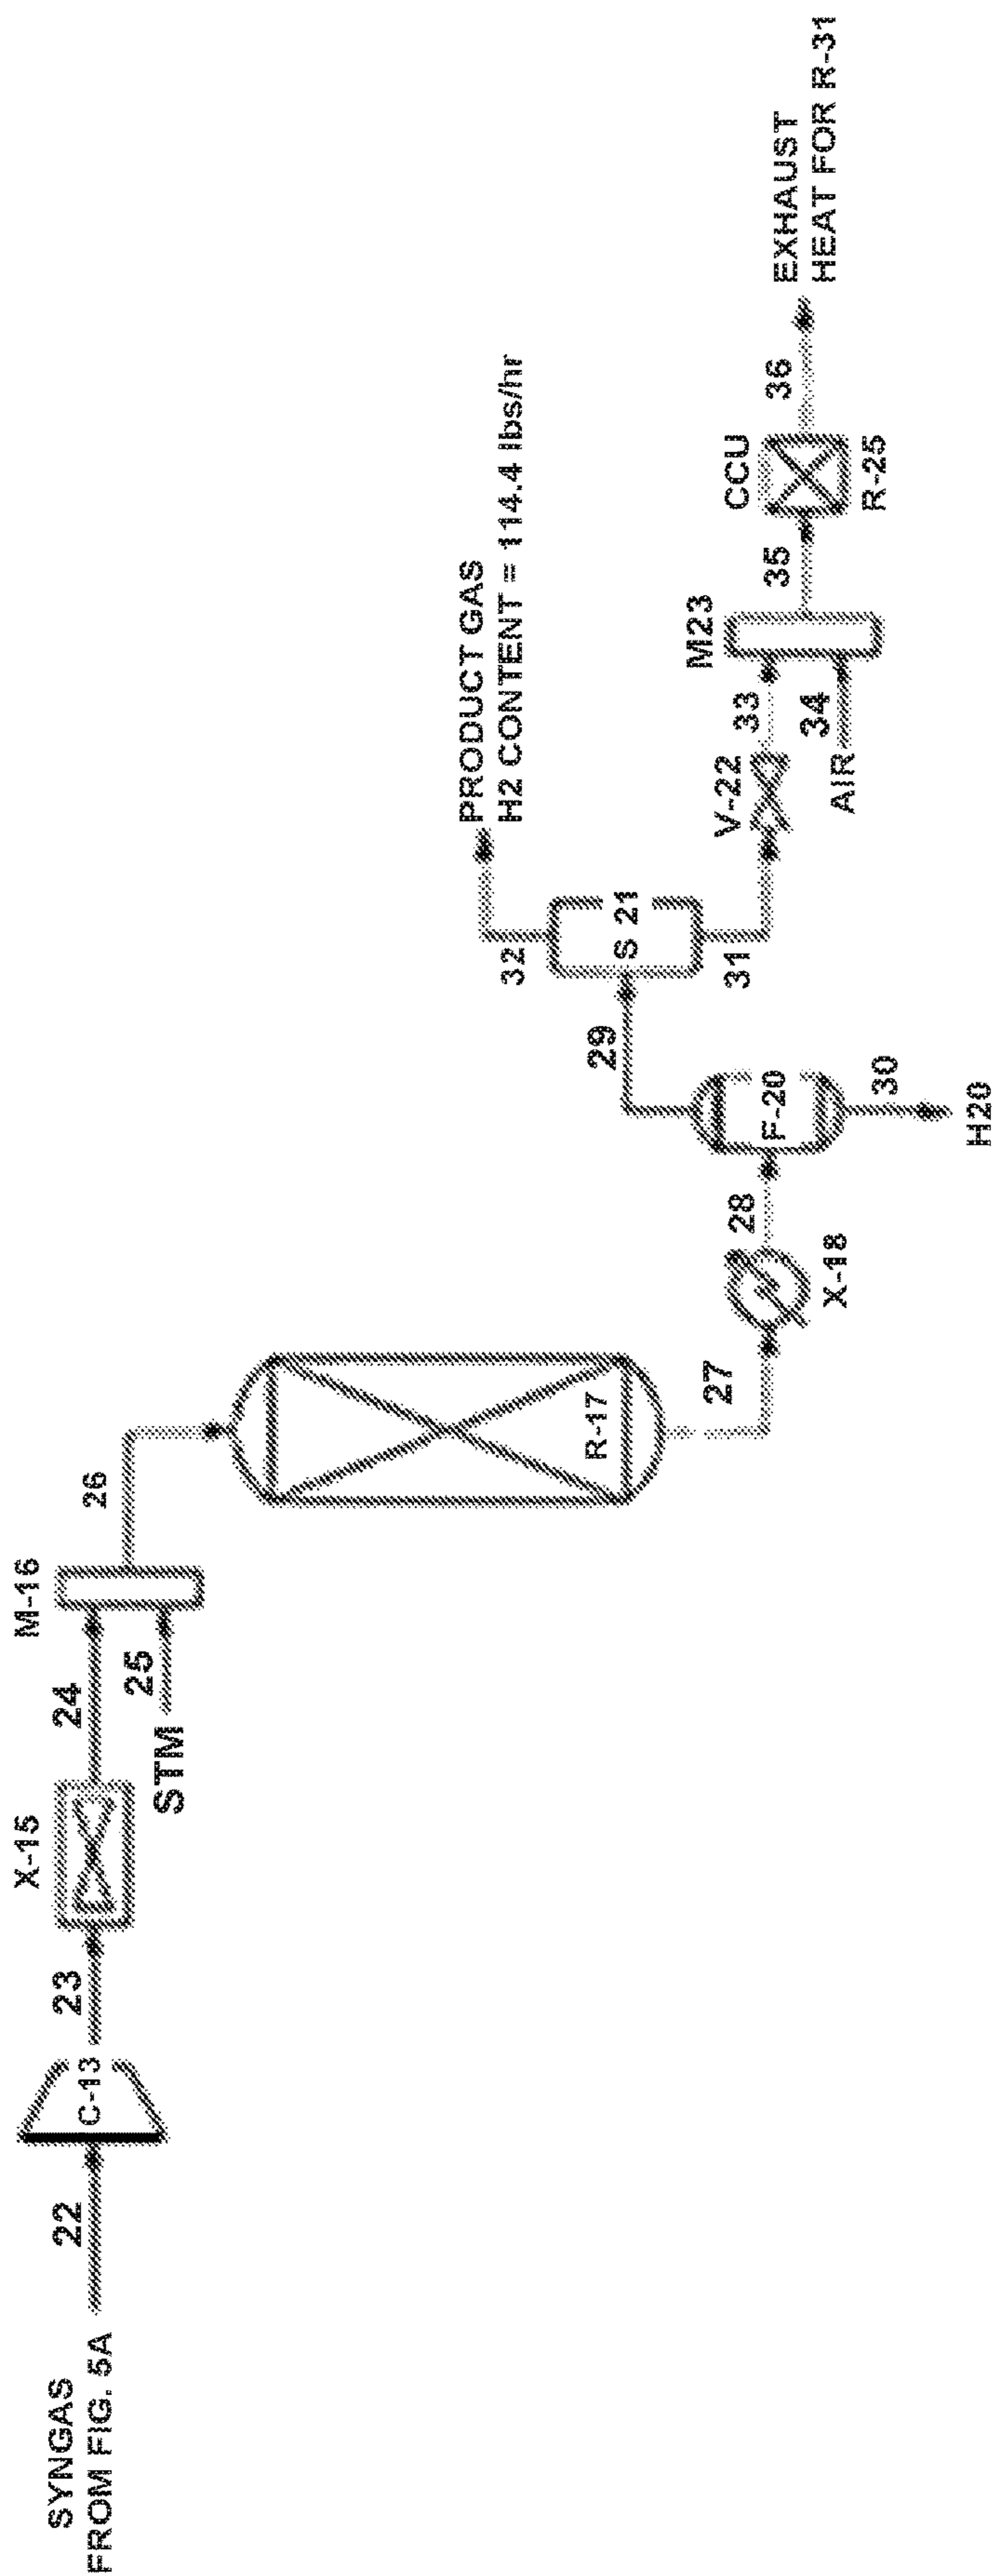 SYNGAS
FROM FIG. 5A
22
C-13
23
X-15
24
25
STM
M-16
26
R-17
27
X-18
28
F-20
30
H20
29
S 21
32
PRODUCT GAS
H2 CONTENT = 114.4 lbs/hr
31
V-22
33
34
AIR
M23
35
CCU
R-25
36
EXHAUST
HEAT FOR R-31